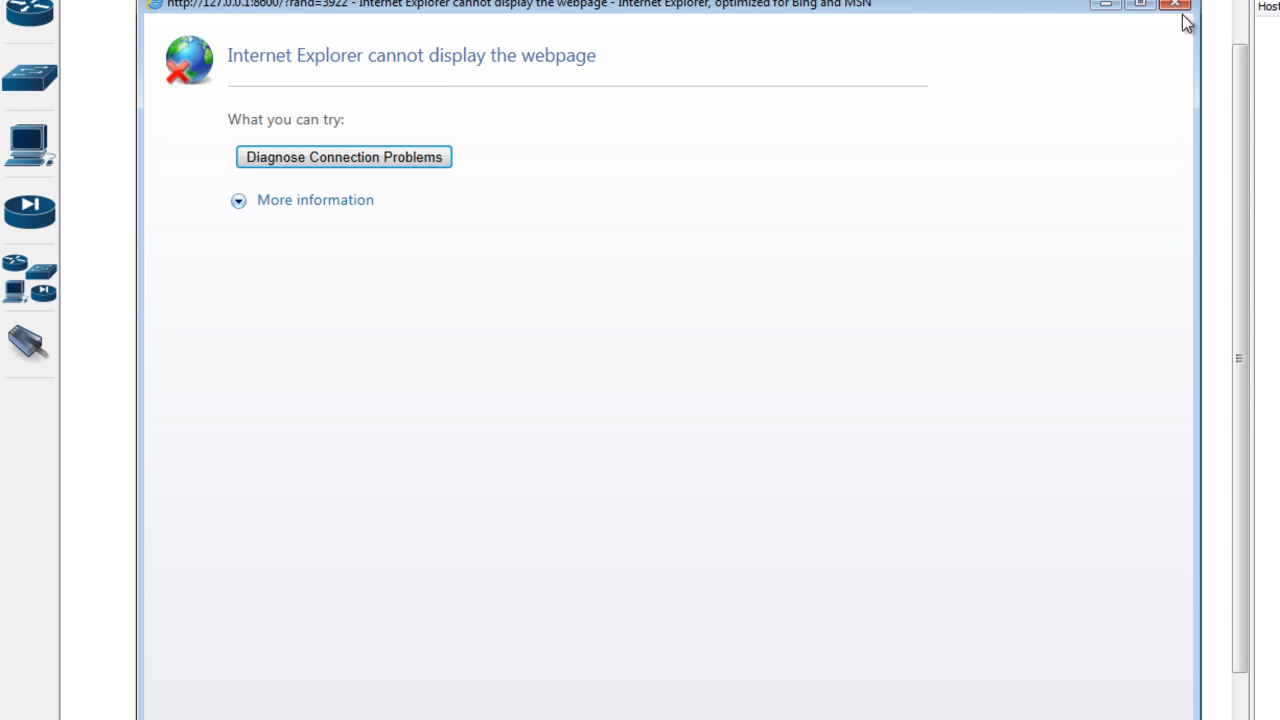 http://127.0.0.1:8600/?rand=3922 - Internet Explorer cannot display the webpage - Internet Explorer, optimized for Bing and MSN
Host
Internet Explorer cannot display the webpage
What you can try:
Diagnose Connection Problems
More information